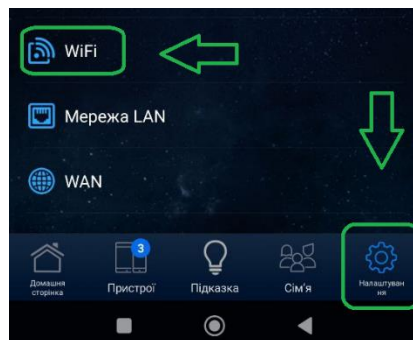 WiFi
Мережа LAN
WAN
3
Домашня
сторінка
Пристрої
Підказка
Сім'я
Налаштуван
ня